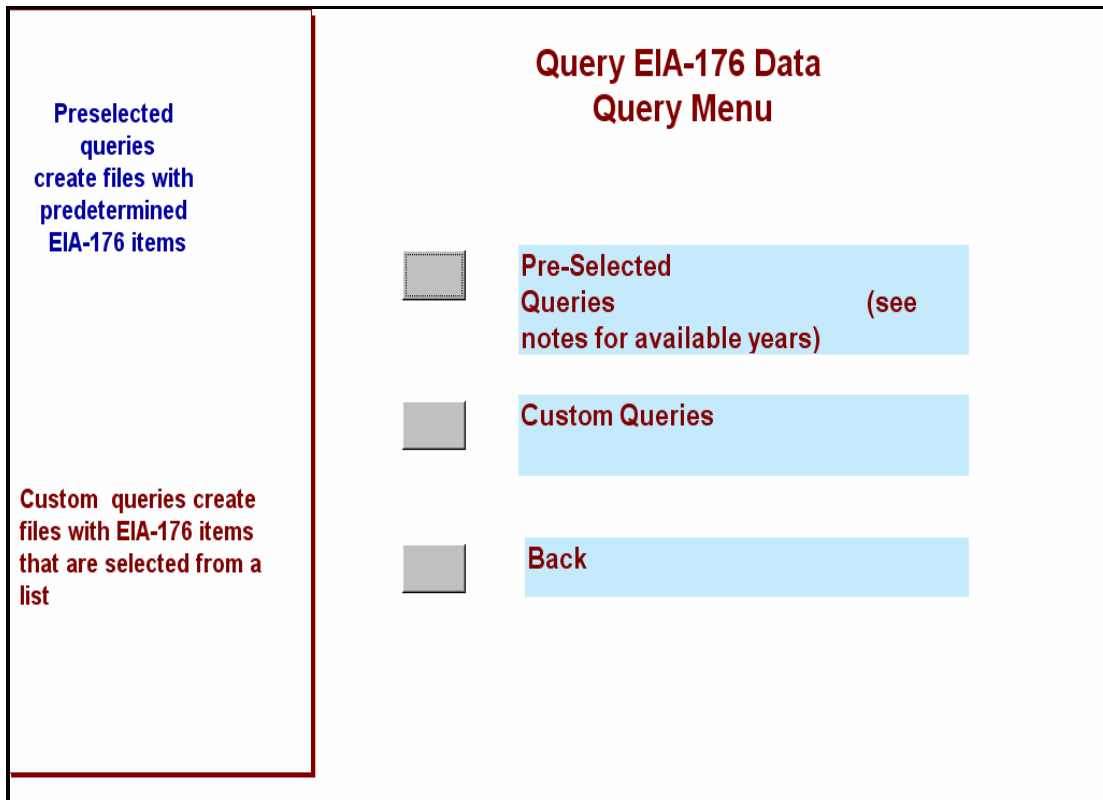 Preselected
queries
create files with
predetermined
EIA-176 items
Custom queries create
files with EIA-176 items
that are selected from a
list
Query EIA-176 Data
Query Menu
Pre-Selected
Queries (see
notes for available years)
Custom Queries
Back